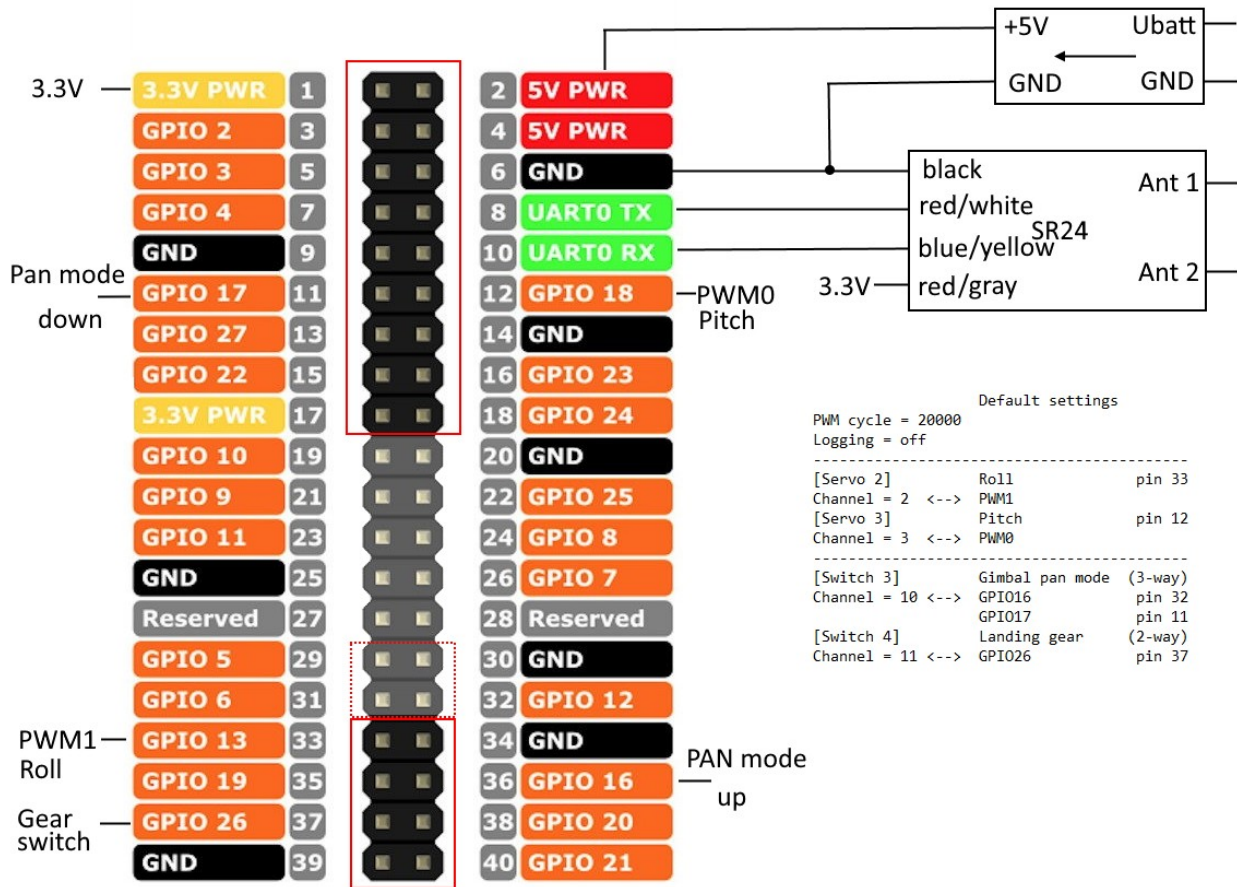 +5V Ubatt
GND GND
3.3V 3.3V PWR 1 2 5V PWR
GPIO 2 3 4 5V PWR
GPIO 3 5 6 GND black Ant 1
GPIO 4 7 8 UART0 TX red/white
SR24
GND 9 10 UART0 RX blue/yellow Ant 2
Pan mode
down
GPIO 17 11 12 GPIO 18 PWM0
Pitch
3.3V red/gray
GPIO 27 13 14 GND
GPIO 22 15 16 GPIO 23
3.3V PWR 17 18 GPIO 24
GPIO 10 19 20 GND
GPIO 9 21 22 GPIO 25
GPIO 11 23 24 GPIO 8
GND 25 26 GPIO 7
Reserved 27 28 Reserved
GPIO 5 29 30 GND
GPIO 6 31 32 GPIO 12
PWM1
Roll
GPIO 13 33 34 GND
PAN mode
up
GPIO 19 35 36 GPIO 16
Gear
switch
GPIO 26 37 38 GPIO 20
GND 39 40 GPIO 21
Default settings
PWM cycle = 20000
Logging = off
---------------------------------------------
[Servo 2] Roll pin 33
Channel = 2 <--> PWM1
[Servo 3] Pitch pin 12
Channel = 3 <--> PWM0
---------------------------------------------
[Switch 3] Gimbal pan mode (3-way)
Channel = 10 <--> GPIO16 pin 32
GPIO17 pin 11
[Switch 4] Landing gear (2-way)
Channel = 11 <--> GPIO26 pin 37